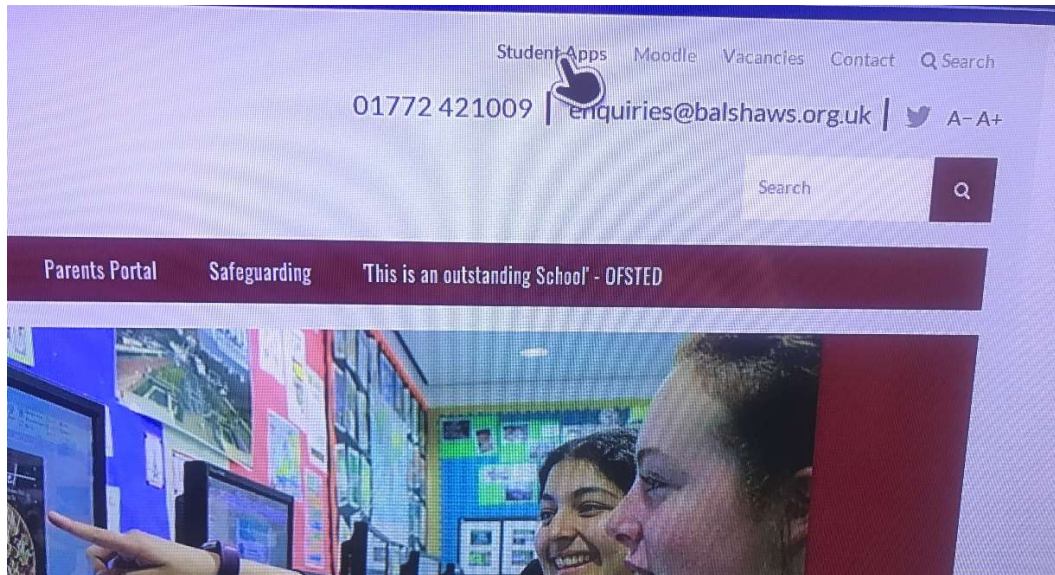 Student Apps Moodle Vacancies Contact Search
01772 421009 | enquiries@balshaws.org.uk | A- A+
Search
Parents Portal Safeguarding 'This is an outstanding School' - OFSTED